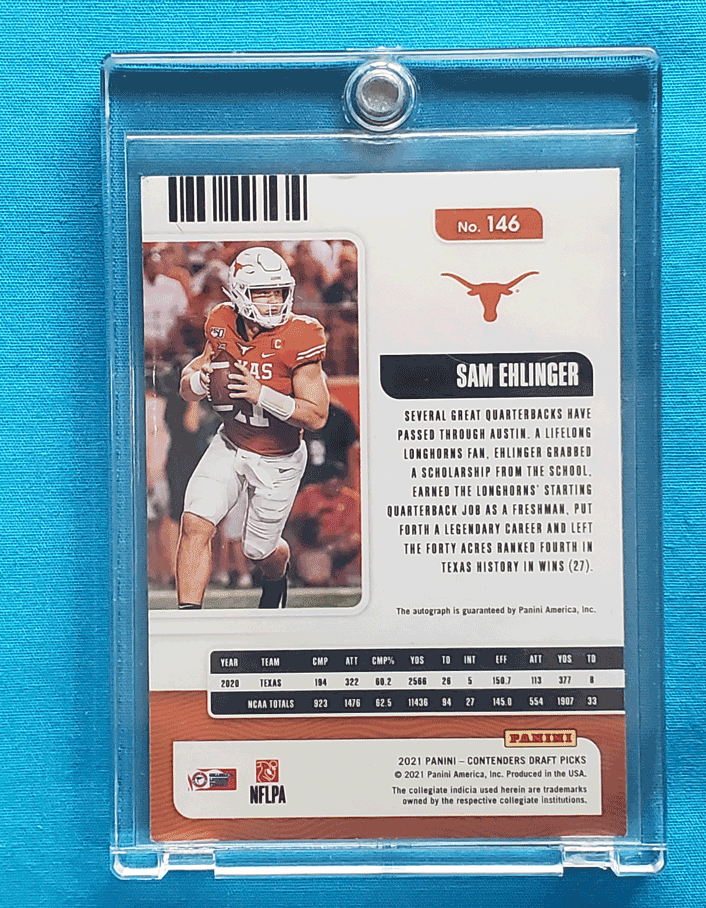 No. 146
SAM EHLINGER
SEVERAL GREAT QUARTERBACKS HAVE
PASSED THROUGH AUSTIN. A LIFELONG
LONGHORNS FAN, EHLINGER GRABBED
A SCHOLARSHIP FROM THE SCHOOL,
EARNED THE LONGHORNS' STARTING
QUARTERBACK JOB AS A FRESHMAN, PUT
FORTH A LEGENDARY CAREER AND LEFT
THE FORTY ACRES RANKED FOURTH IN
TEXAS HISTORY IN WINS (27).
The autograph is guaranteed by Panini America, Inc.
YEAR TEAM CMP ATT CMP% YDS TD INT EFF ATT YDS TD
2020 TEXAS 194 322 60.2 2566 26 5 150.7 113 377 8
NCAA TOTALS 923 1476 62.5 11436 94 27 145.0 554 1907 33
PANINI
2021 PANINI – CONTENDERS DRAFT PICKS
© 2021 Panini America, Inc. Produced in the USA.
The collegiate indicia used herein are trademarks
owned by the respective collegiate institutions.
NFLPA